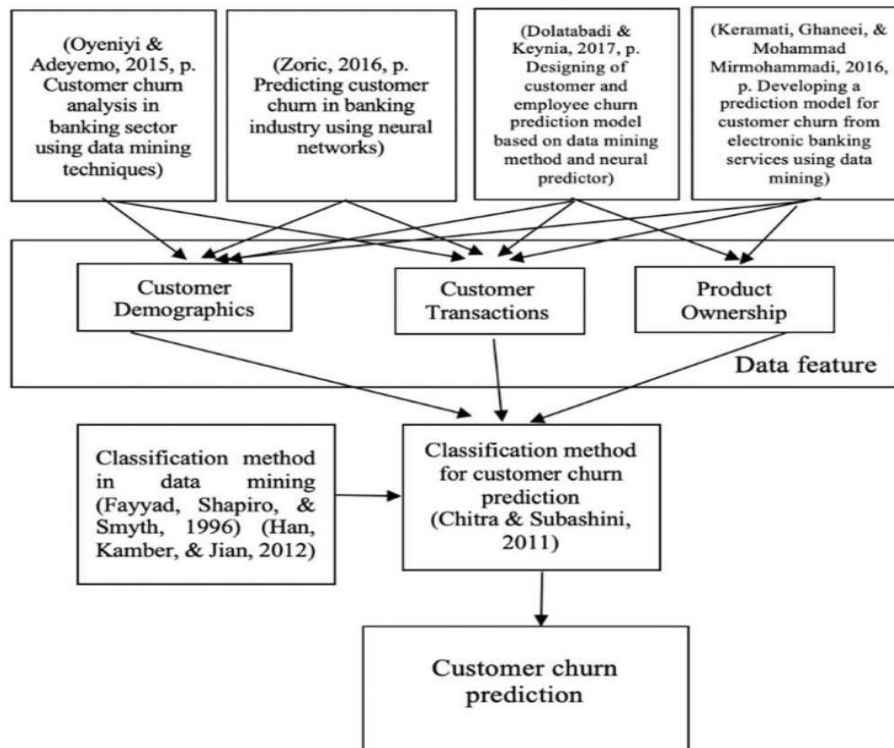 (Oyeniyi &
Adeyemo, 2015, p.
Customer churn
analysis in
banking sector
using data mining
techniques)
(Zoric, 2016, p.
Predicting customer
churn in banking
industry using neural
networks)
(Dolatabadi &
Keynia, 2017, p.
Designing of
customer and
employee churn
prediction model
based on data mining
method and neural
predictor)
(Keramati, Ghaneei, &
Mohammad
Mirmohammadi, 2016,
p. Developing a
prediction model for
customer churn from
electronic banking
services using data
mining)
Customer
Demographics
Customer
Transactions
Product
Ownership
Data feature
Classification method
in data mining
(Fayyad, Shapiro, &
Smyth, 1996) (Han,
Kamber, & Jian, 2012)
Classification method
for customer churn
prediction
(Chitra & Subashini,
2011)
Customer churn
prediction